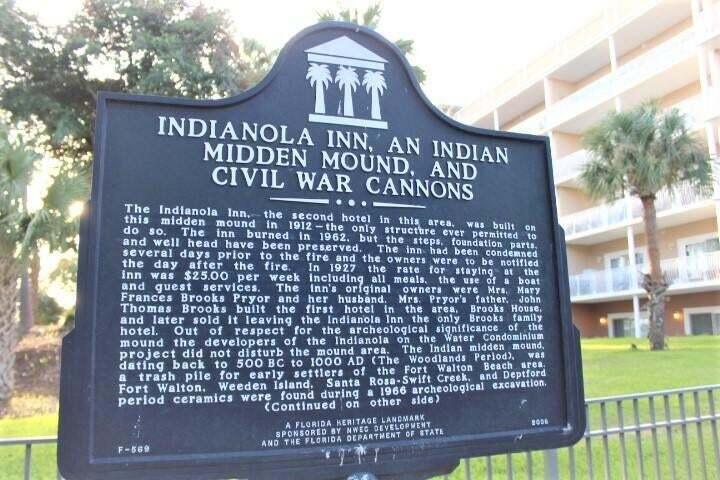 INDIANOLA INN, AN INDIAN
MIDDEN MOUND, AND
CIVIL WAR CANNONS
The Indianola Inn, the second hotel in this area, was built on
this midden mound in 1912 — the only structure ever permitted to
do so. The inn burned in 1962, but the steps, foundation parts,
and well head have been preserved. The inn had been condemned
several days prior to the fire and the owners were to be notified
the day after the fire. In 1927 the rate for staying at the
inn was $25.00 per week including all meals, the use of a boat
and guest services. The inn's original owners were Mrs. Mary
Frances Brooks Pryor and her husband. Mrs. Pryor's father, John
Thomas Brooks built the first hotel in the area, Brooks House,
and later sold it leaving the Indianola Inn the only Brooks family
hotel. Out of respect for the archeological significance of the
mound the developers of the Indianola on the Water Condominium
project did not disturb the mound area. The Indian midden mound,
dating back to 500 BC to 1000 AD (The Woodlands Period), was
a trash pile for early settlers of the Fort Walton Beach area.
Fort Walton, Weeden Island, Santa Rosa-Swift Creek, and Deptford
period ceramics were found during a 1966 archeological excavation.
(Continued on other side)
A FLORIDA HERITAGE LANDMARK
SPONSORED BY NWEC DEVELOPMENT
AND THE FLORIDA DEPARTMENT OF STATE
F-569
2006